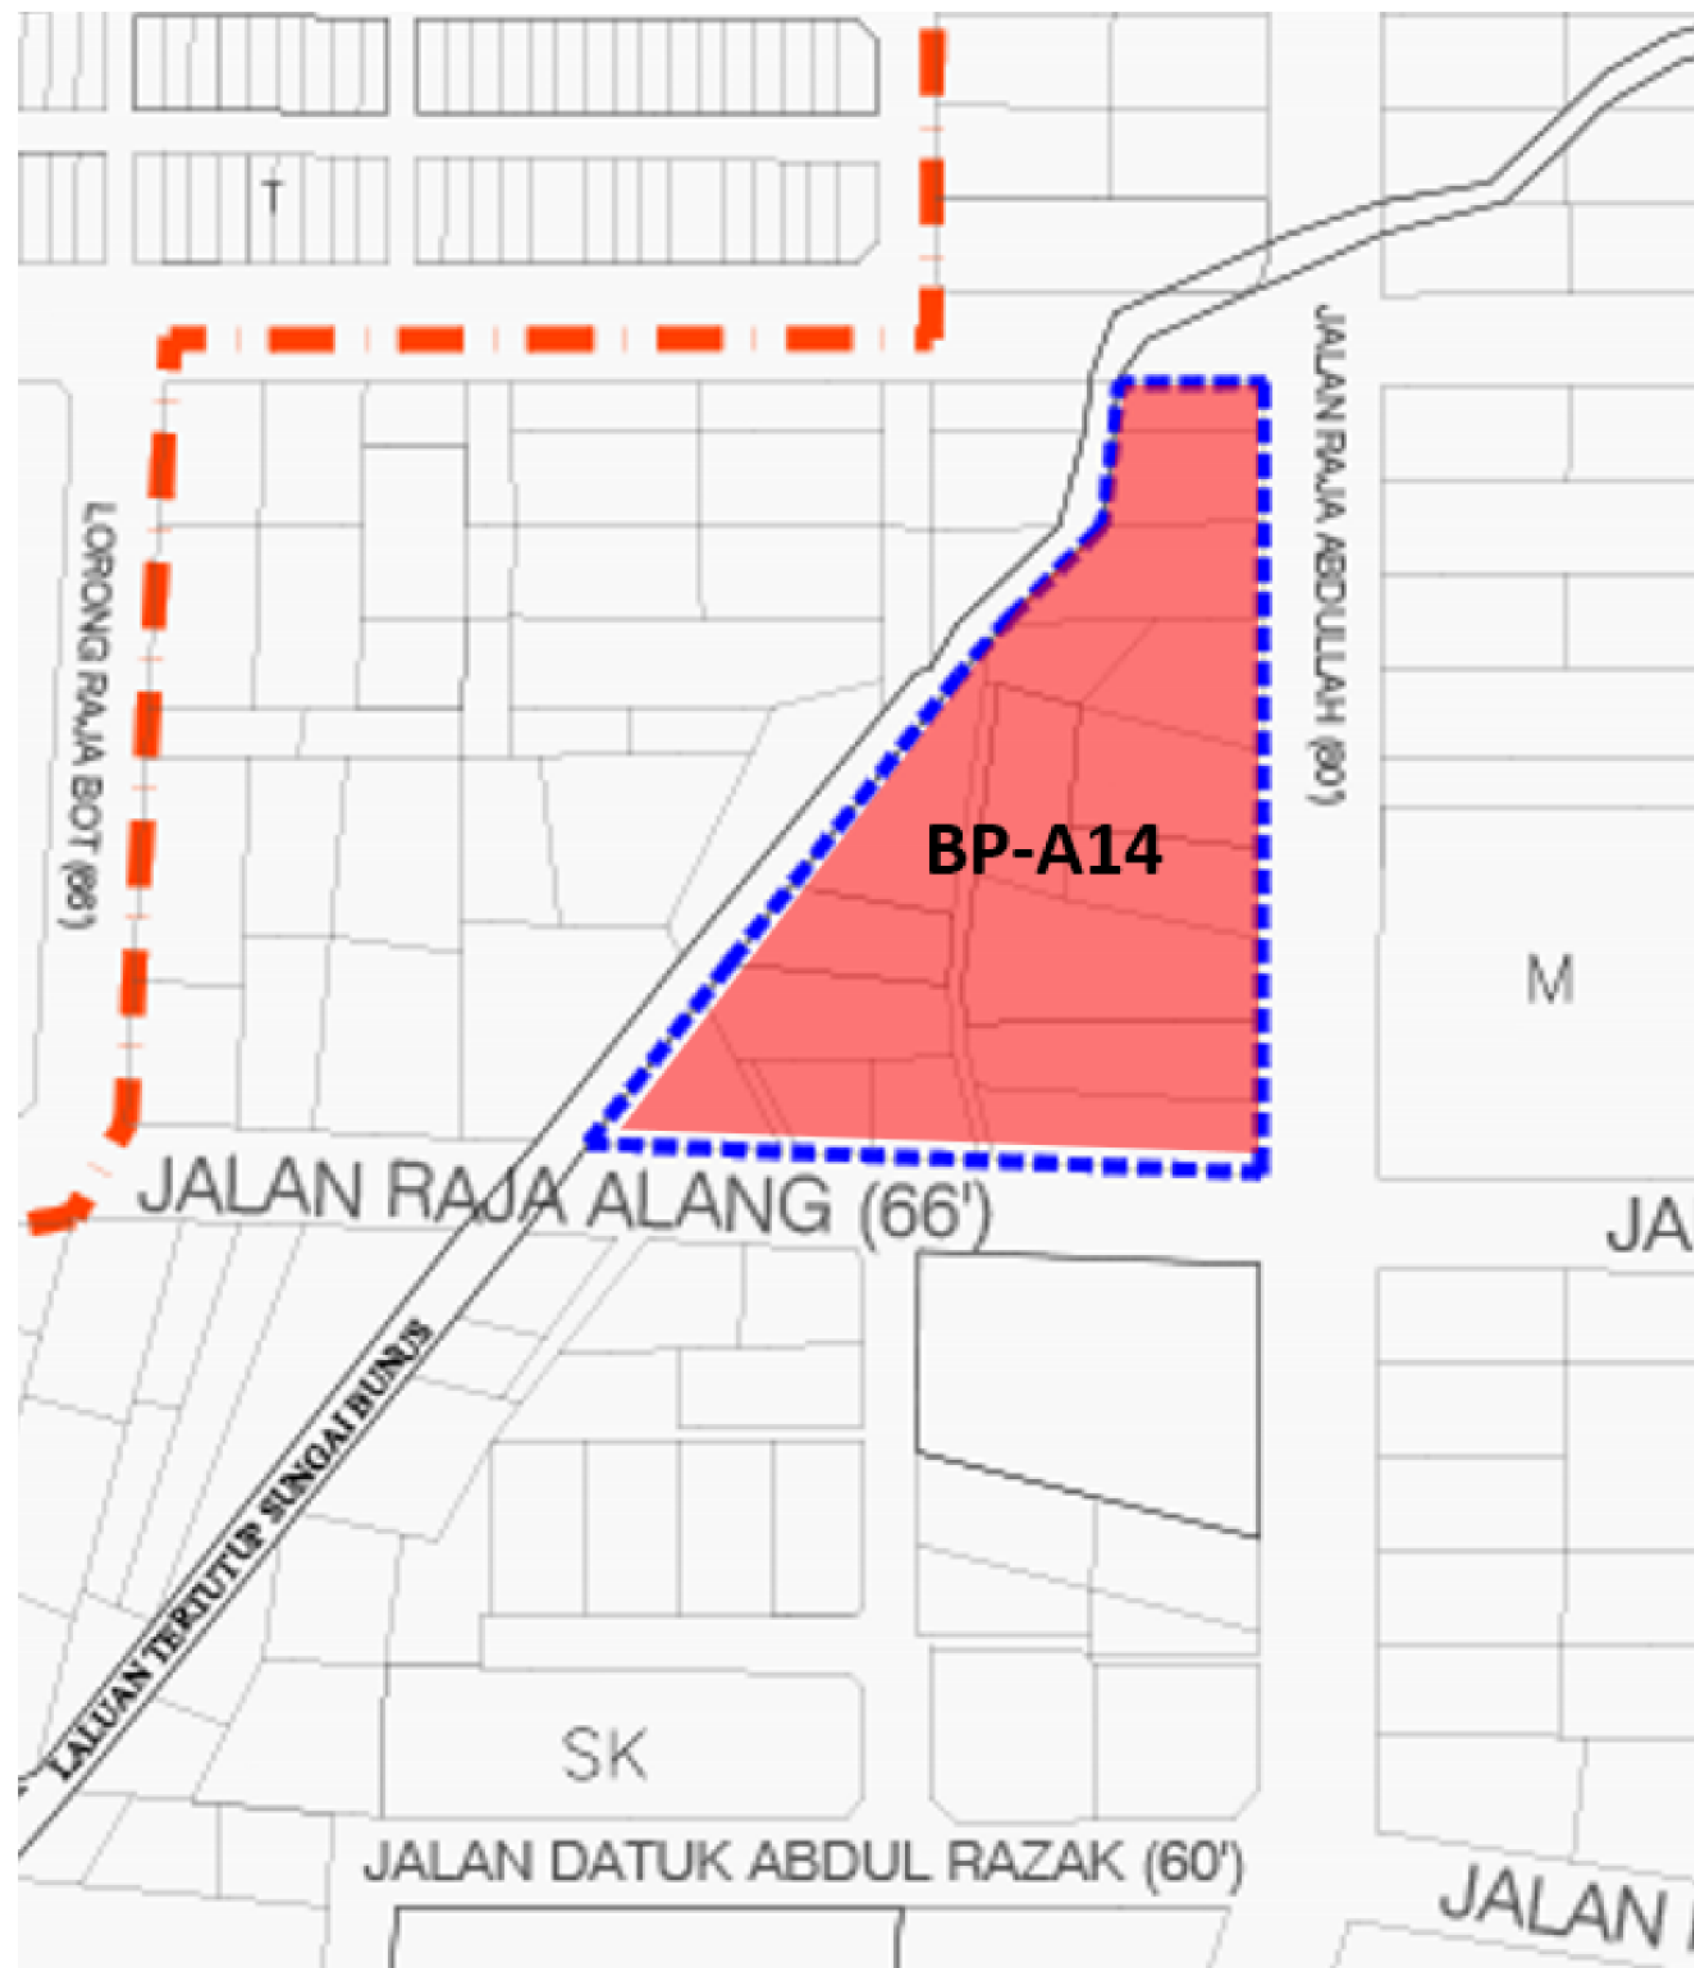 T
JALAN RAJA ABDULLAH (60')
LORONG RAJA BOT (66')
BP-A14
M
JALAN RAJA ALANG (66')
JA
LALUAN TERTUTUP SUNGAI BUNUS
SK
JALAN DATUK ABDUL RAZAK (60')
JALAN